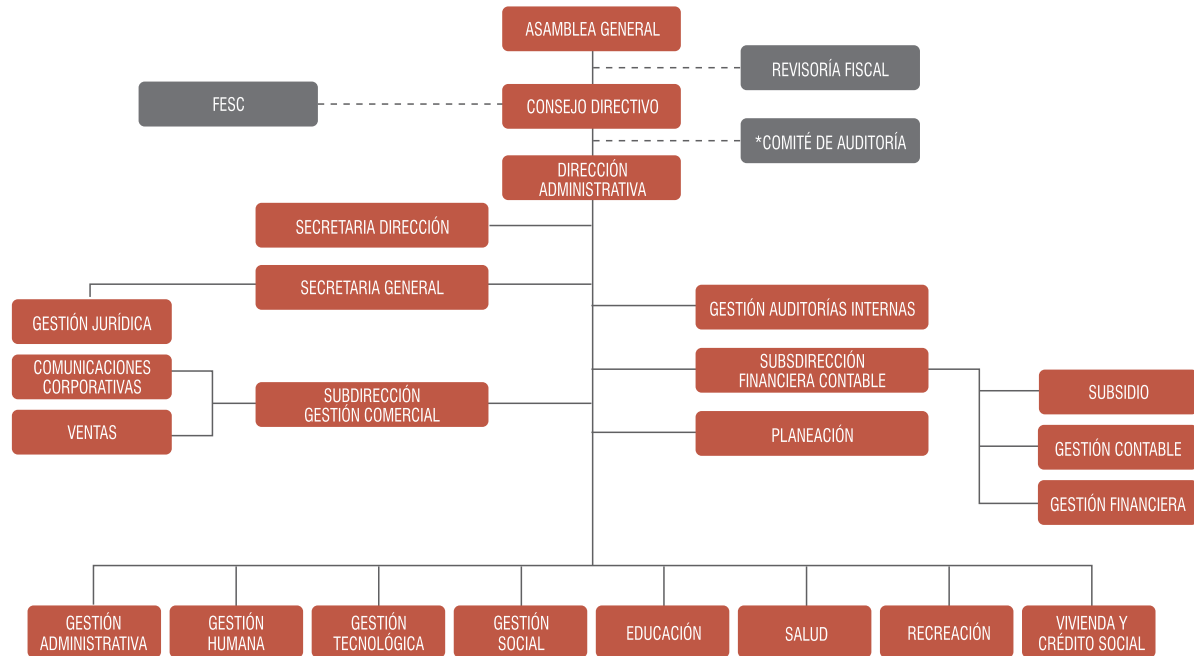 ASAMBLEA GENERAL
REVISORÍA FISCAL
FESC
CONSEJO DIRECTIVO
*COMITÉ DE AUDITORÍA
DIRECCIÓN
ADMINISTRATIVA
SECRETARIA DIRECCIÓN
SECRETARIA GENERAL
GESTIÓN JURÍDICA
GESTIÓN AUDITORÍAS INTERNAS
COMUNICACIONES
CORPORATIVAS
SUBSDIRECCIÓN
FINANCIERA CONTABLE
SUBDIRECCIÓN
GESTIÓN COMERCIAL
SUBSIDIO
VENTAS
PLANEACIÓN
GESTIÓN CONTABLE
GESTIÓN FINANCIERA
GESTIÓN
ADMINISTRATIVA
GESTIÓN
HUMANA
GESTIÓN
TECNOLÓGICA
GESTIÓN
SOCIAL
EDUCACIÓN
SALUD
RECREACIÓN
VIVIENDA Y
CRÉDITO SOCIAL